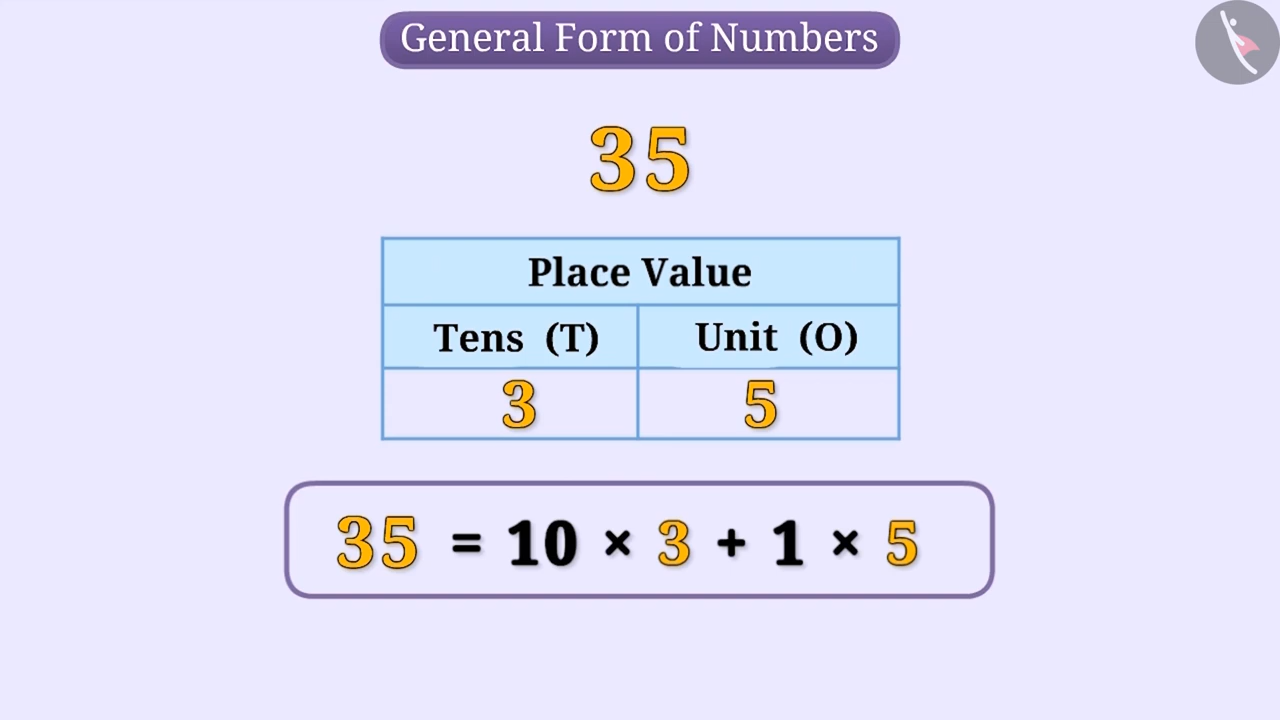 General Form of Numbers
35
Place Value
Tens (T) Unit (O)
3 5
35 = 10 × 3 + 1 × 5